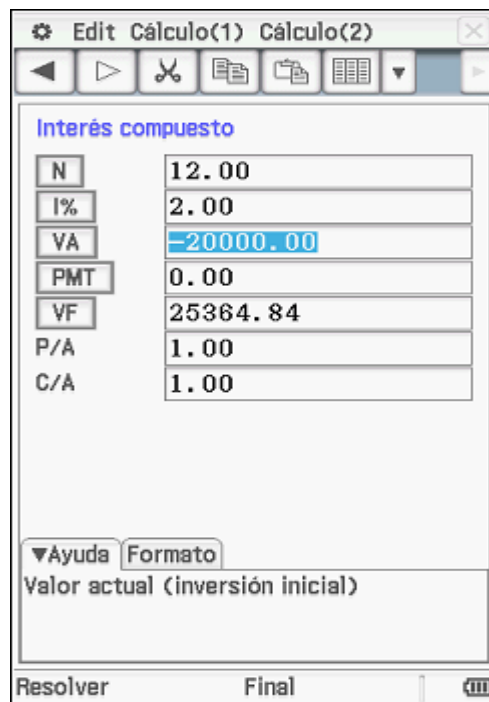 Edit Cálculo(1) Cálculo(2)
Interés compuesto
N 12.00
I% 2.00
VA -20000.00
PMT 0.00
VF 25364.84
P/A 1.00
C/A 1.00
▼Ayuda Formato
Valor actual (inversión inicial)
Resolver Final